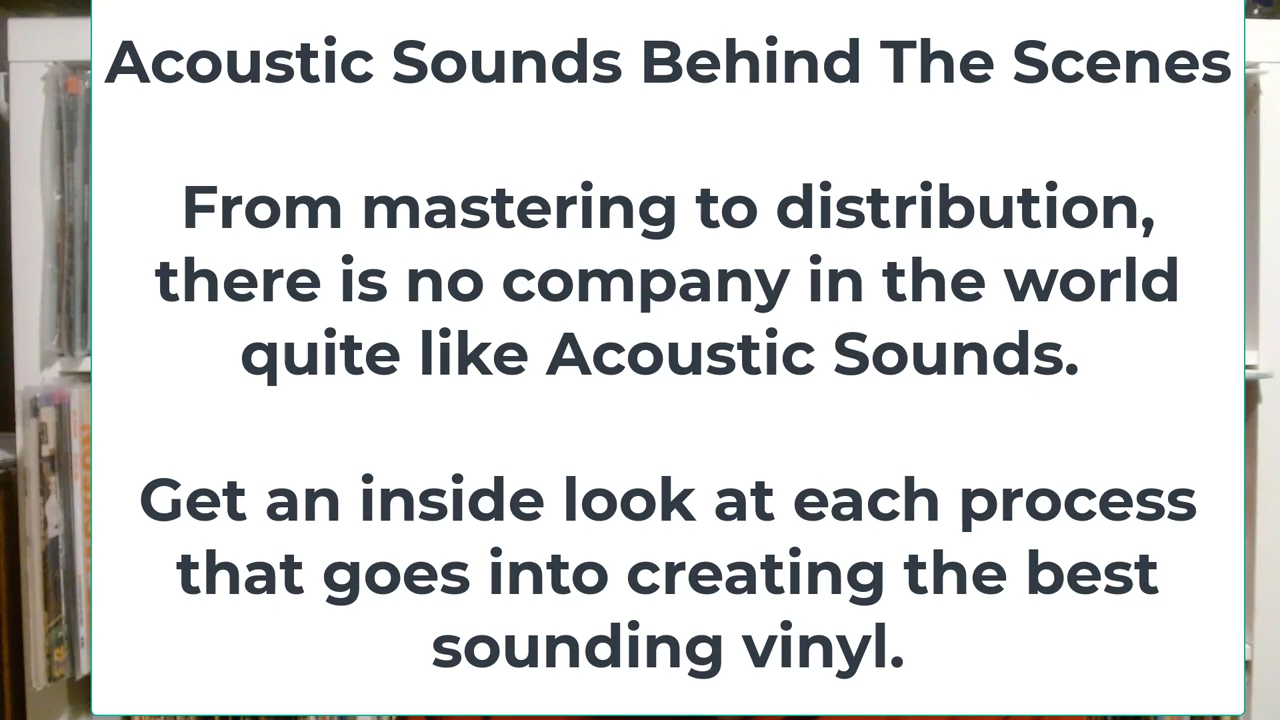 Acoustic Sounds Behind The Scenes
From mastering to distribution,
there is no company in the world
quite like Acoustic Sounds.
Get an inside look at each process
that goes into creating the best
sounding vinyl.